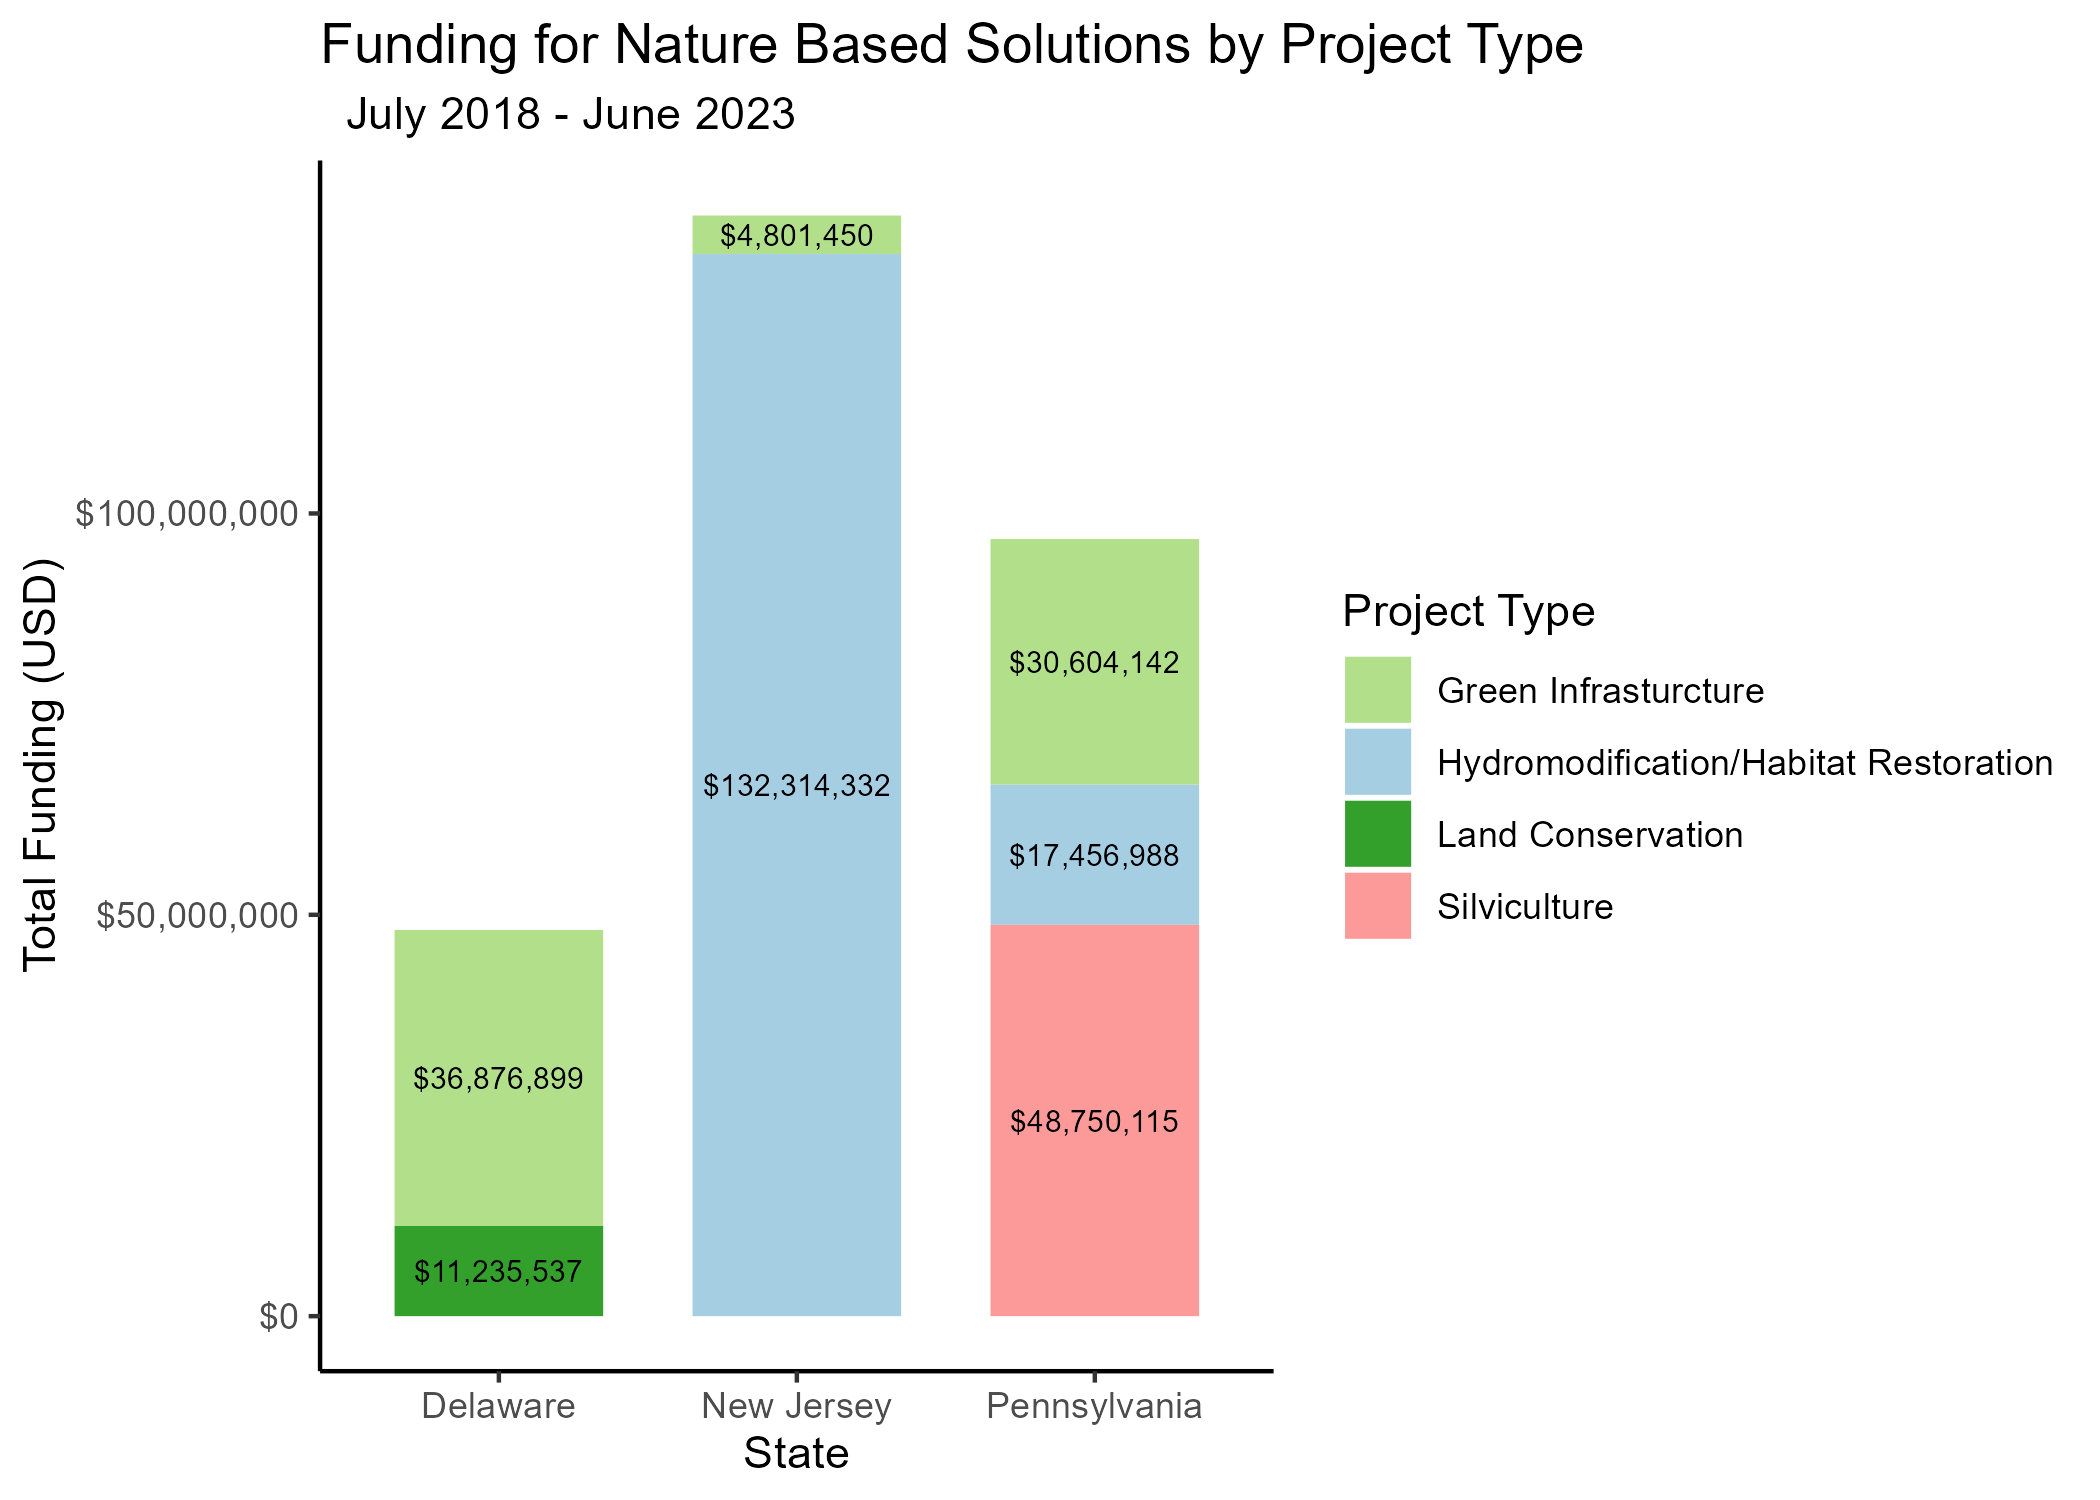 Funding for Nature Based Solutions by Project Type
July 2018 - June 2023
Total Funding (USD)
$100,000,000
$50,000,000
$0
$4,801,450
$132,314,332
$30,604,142
$17,456,988
$48,750,115
$36,876,899
$11,235,537
Delaware
New Jersey
Pennsylvania
State
Project Type
Green Infrasturcture
Hydromodification/Habitat Restoration
Land Conservation
Silviculture